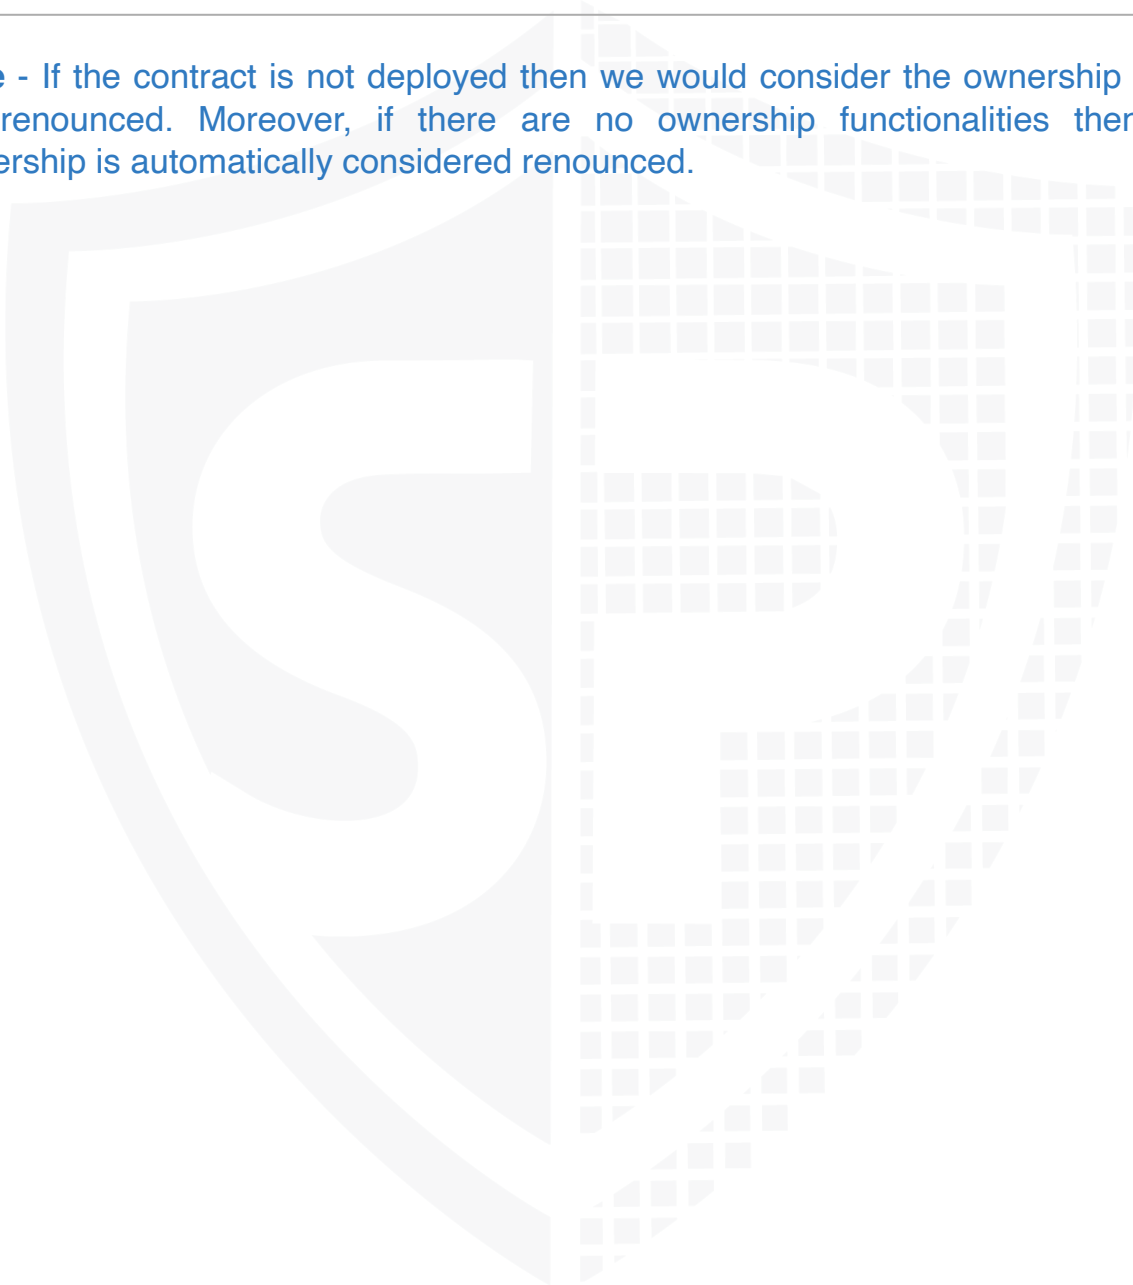 e - If the contract is not deployed then we would consider the ownership
renounced. Moreover, if there are no ownership functionalities then
ership is automatically considered renounced.
SP